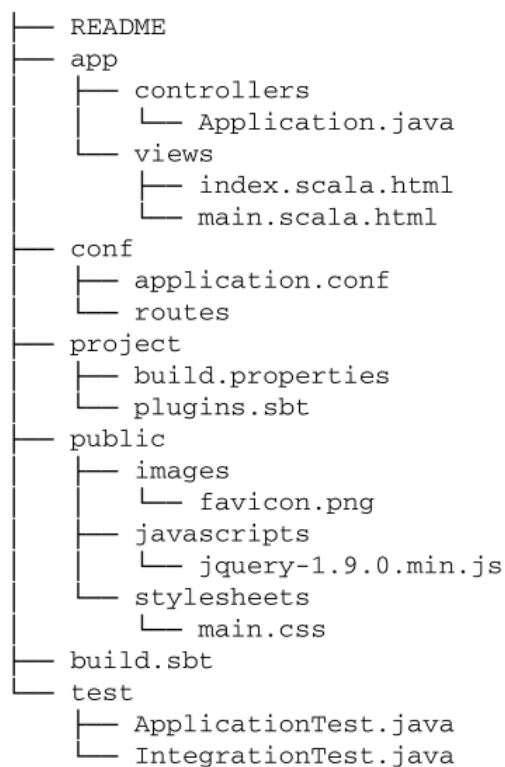 README
app
controllers
Application.java
views
index.scala.html
main.scala.html
conf
application.conf
routes
project
build.properties
plugins.sbt
public
images
favicon.png
javascripts
jquery-1.9.0.min.js
stylesheets
main.css
build.sbt
test
ApplicationTest.java
IntegrationTest.java